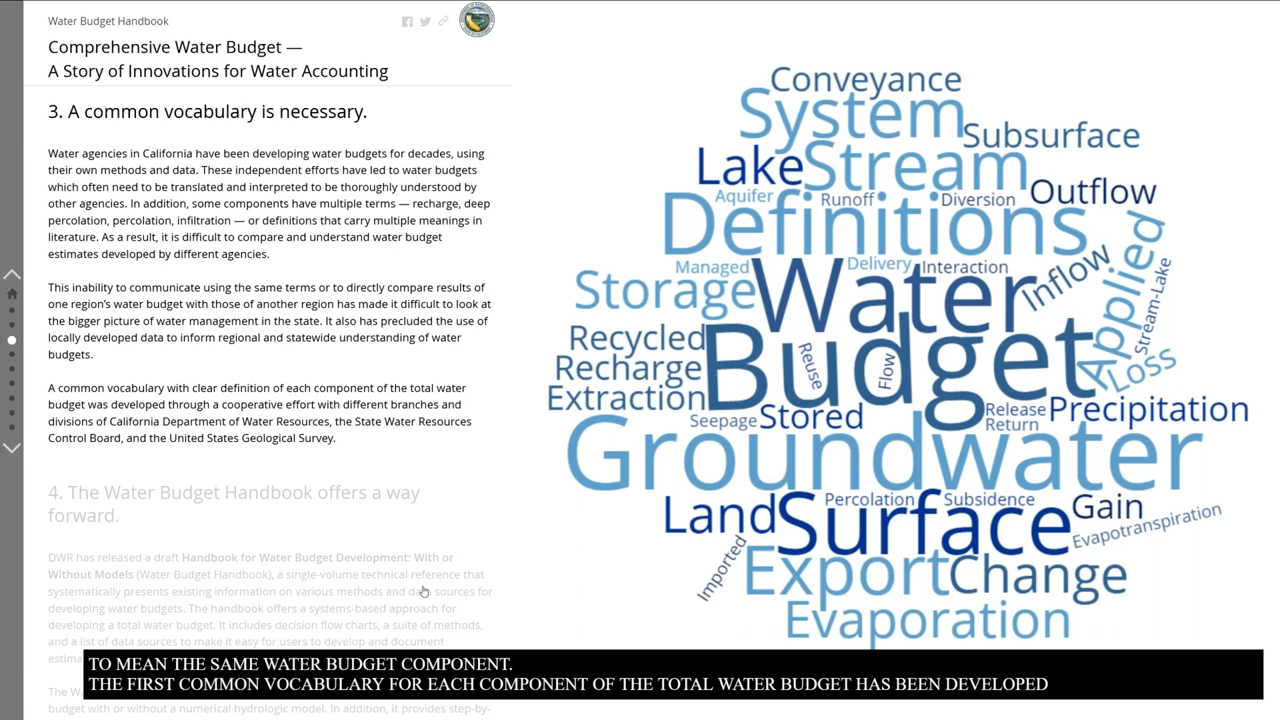 Water Budget Handbook
Comprehensive Water Budget —
A Story of Innovations for Water Accounting
3. A common vocabulary is necessary.
Water agencies in California have been developing water budgets for decades, using
their own methods and data. These independent efforts have led to water budgets
which often need to be translated and interpreted to be thoroughly understood by
other agencies. In addition, some components have multiple terms — recharge, deep
percolation, percolation, infiltration — or definitions that carry multiple meanings in
literature. As a result, it is difficult to compare and understand water budget
estimates developed by different agencies.
This inability to communicate using the same terms or to directly compare results of
one region's water budget with those of another region has made it difficult to look at
the bigger picture of water management in the state. It also has precluded the use of
locally developed data to inform regional and statewide understanding of water
budgets.
A common vocabulary with clear definition of each component of the total water
budget was developed through a cooperative effort with different branches and
divisions of California Department of Water Resources, the State Water Resources
Control Board, and the United States Geological Survey.
4. The Water Budget Handbook offers a way
forward.
DWR has released a draft Handbook for Water Budget Development: With or
Without Models (Water Budget Handbook), a single-volume technical reference that
systematically presents existing information on various methods and data sources for
developing water budgets. The handbook offers a systems-based approach for
developing a total water budget. It includes decision flow charts, a suite of methods,
and a list of data sources to make it easy for users to develop and document
budget with or without a numerical hydrologic model. In addition, it provides step-by-
Conveyance
System
Subsurface
Lake
Stream
Outflow
Aquifer
Runoff
Diversion
Definitions
Applied
Managed
Delivery
Interaction
Inflow
Stream-Lake
Storage
Water
Recycled
Budget
Reuse
Flow
Loss
Recharge
Extraction
Seepage
Stored
Release
Return
Precipitation
Groundwater
Land
Percolation
Subsidence
Surface
Gain
Evapotranspiration
Imported
Export
Change
Evaporation
TO MEAN THE SAME WATER BUDGET COMPONENT.
THE FIRST COMMON VOCABULARY FOR EACH COMPONENT OF THE TOTAL WATER BUDGET HAS BEEN DEVELOPED